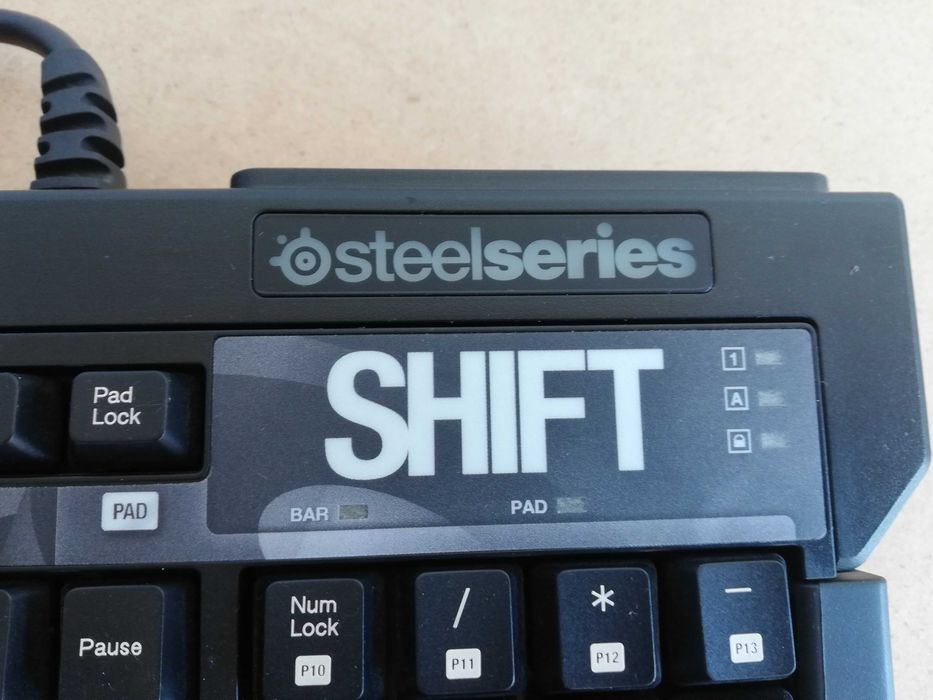 steelseries
SHIFT
1
A
Pad
Lock
PAD
BAR
PAD
Pause
Num
Lock
P10
/
P11
*
P12
–
P13